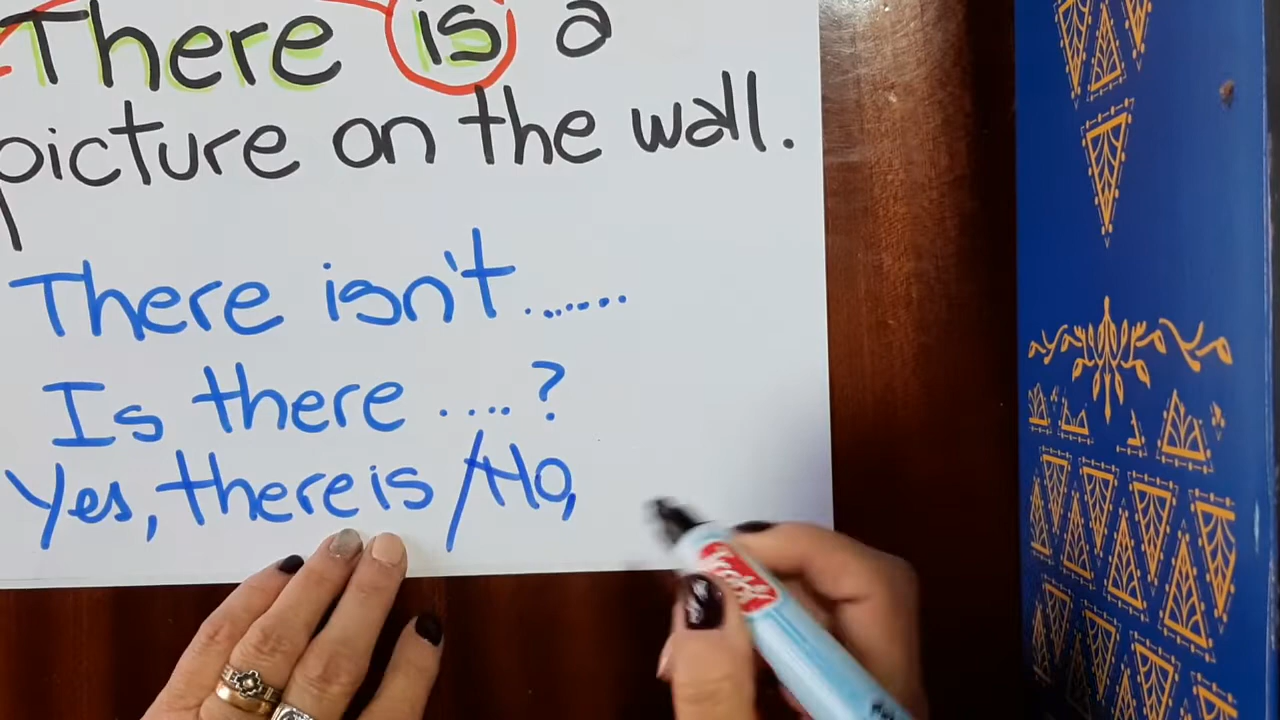 There is a
picture on the wall.
There isn't.......
Is there ....?
Yes, there is / No,